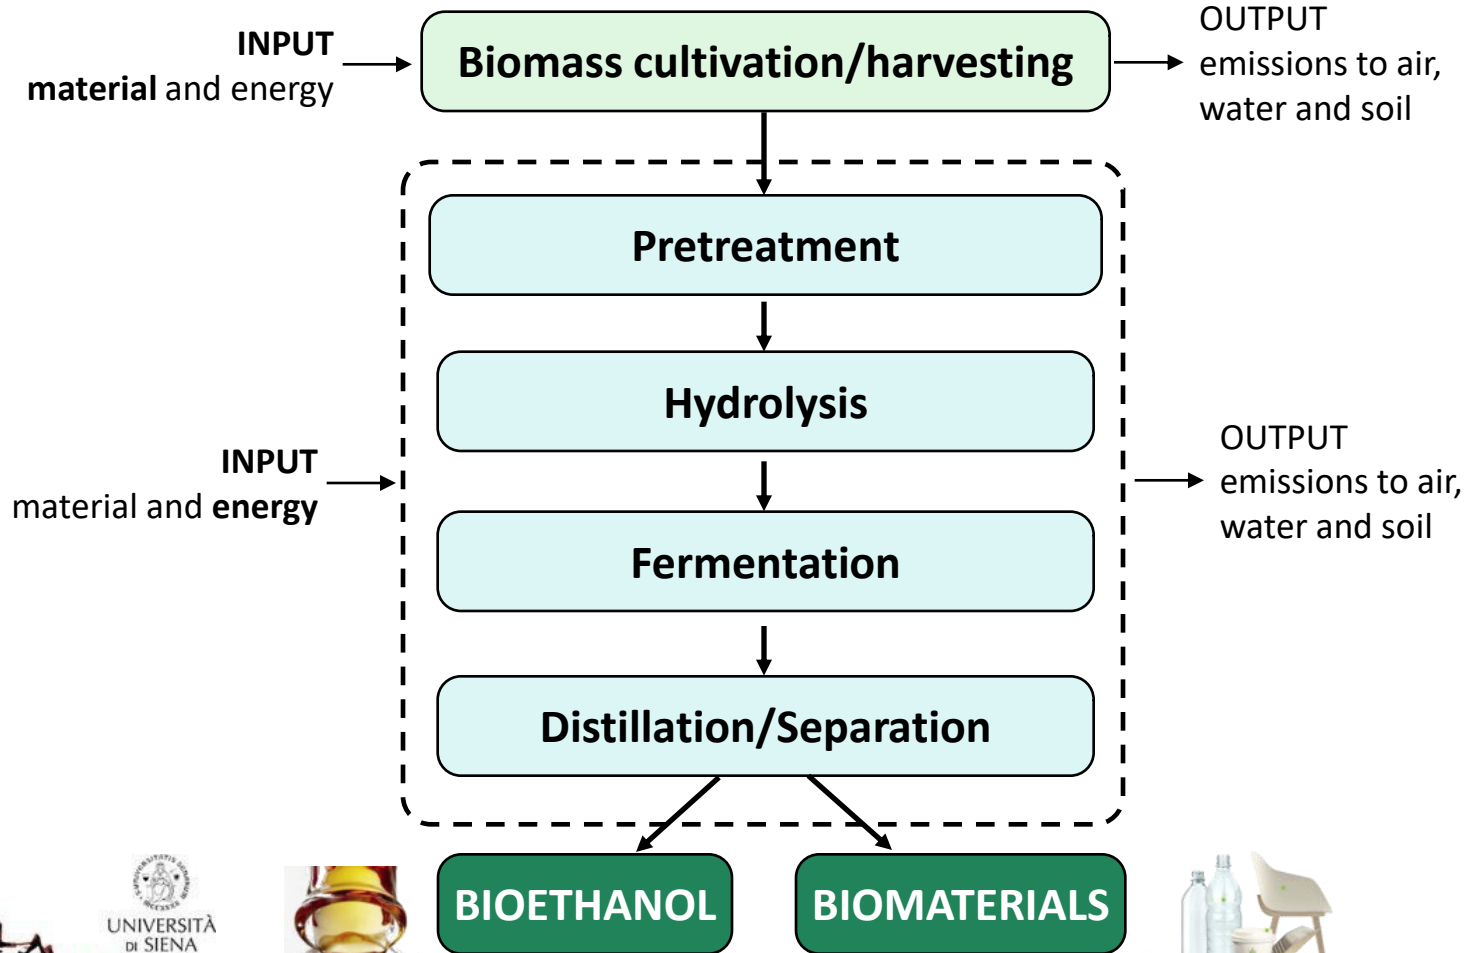 INPUT
material and energy
Biomass cultivation/harvesting
OUTPUT
emissions to air,
water and soil
Pretreatment
Hydrolysis
INPUT
material and energy
OUTPUT
emissions to air,
water and soil
Fermentation
Distillation/Separation
BIOETHANOL
BIOMATERIALS
UNIVERSITÀ
DI SIENA